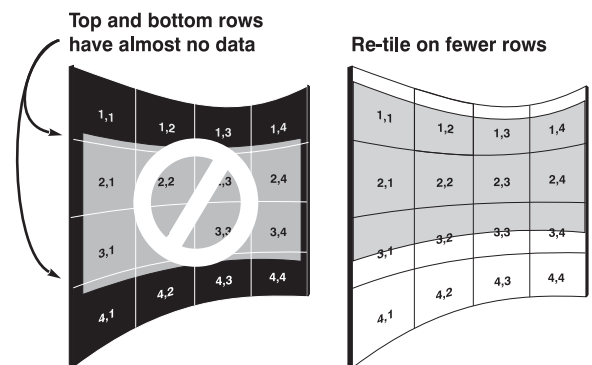 Top and bottom rows
have almost no data
1,1 1,2 1,3 1,4
2,1 2,2 2,4
3,1 3,3 3,4
4,1 4,2 4,3 4,4
Re-tile on fewer rows
1,1 1,2 1,3 1,4
2,1 2,2 2,3 2,4
3,1 3,2 3,3 3,4
4,1 4,2 4,3 4,4